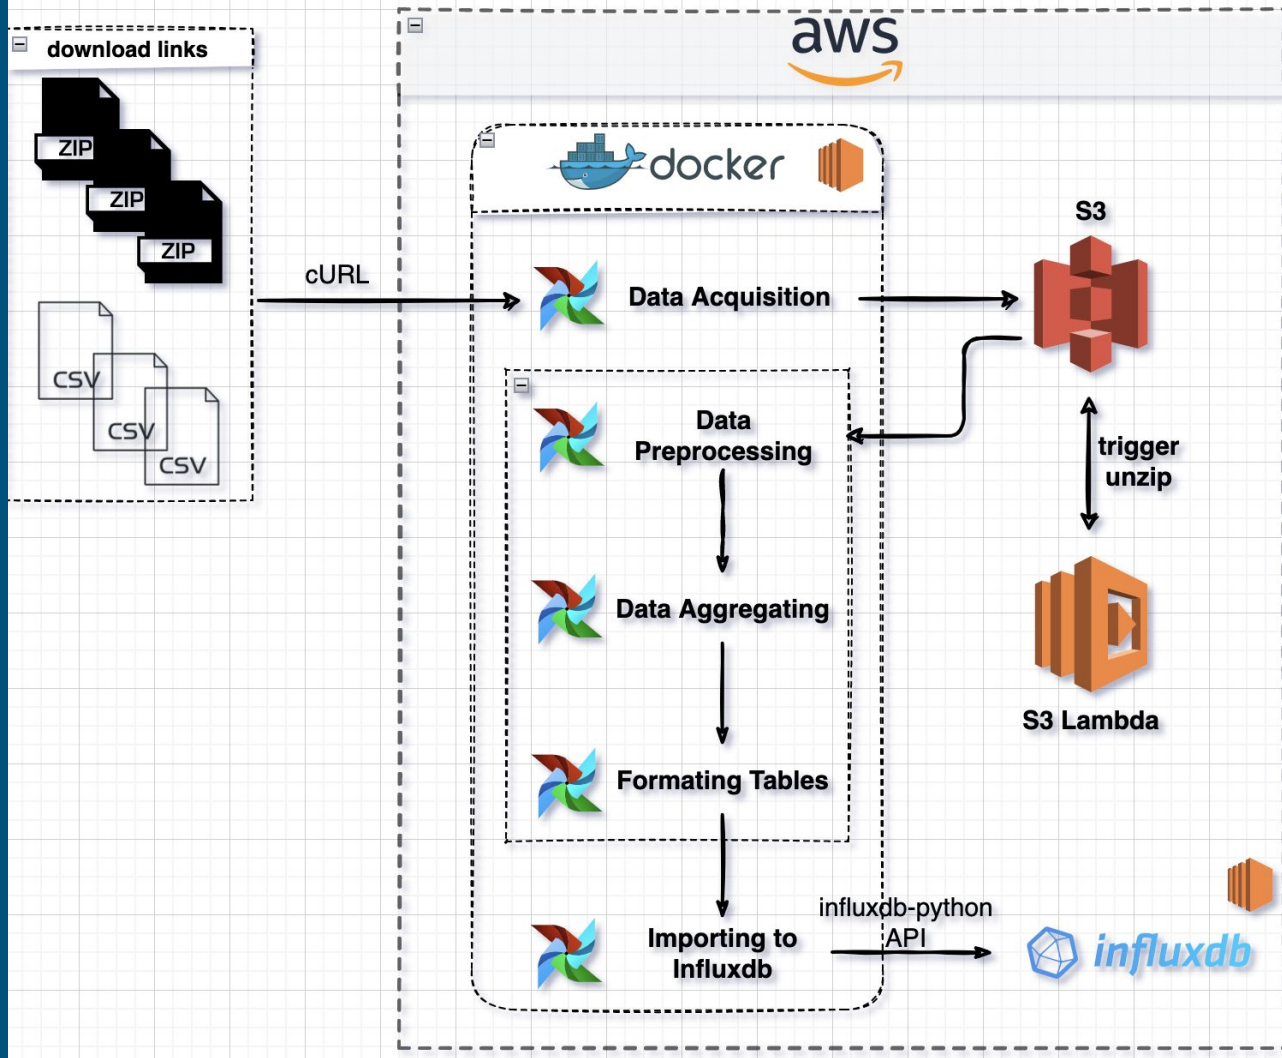 download links
ZIP
ZIP
ZIP
CSV
CSV
CSV
cURL
aws
docker
Data Acquisition
S3
Data
Preprocessing
trigger
unzip
Data Aggregating
S3 Lambda
Formating Tables
Importing to
Influxdb
influxdb-python
API
influxdb